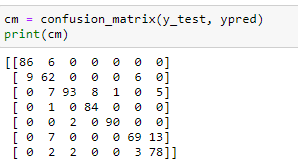 cm = confusion_matrix(y_test, ypred)
print(cm)
[[86 6 0 0 0 0 0]
[ 9 62 0 0 0 6 0]
[ 0 7 93 8 1 0 5]
[ 0 1 0 84 0 0 0]
[ 0 0 2 0 90 0 0]
[ 0 7 0 0 0 69 13]
[ 0 2 2 0 0 3 78]]